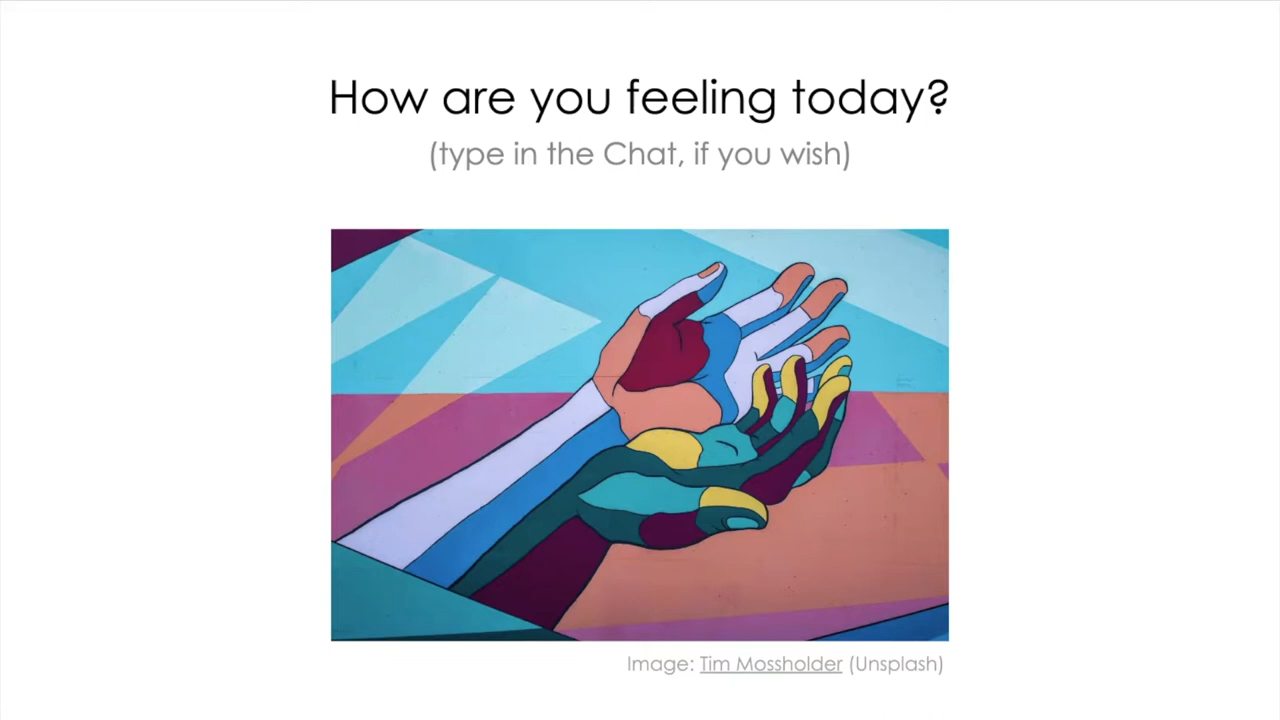 How are you feeling today?
(type in the Chat, if you wish)
Image: Tim Mossholder (Unsplash)